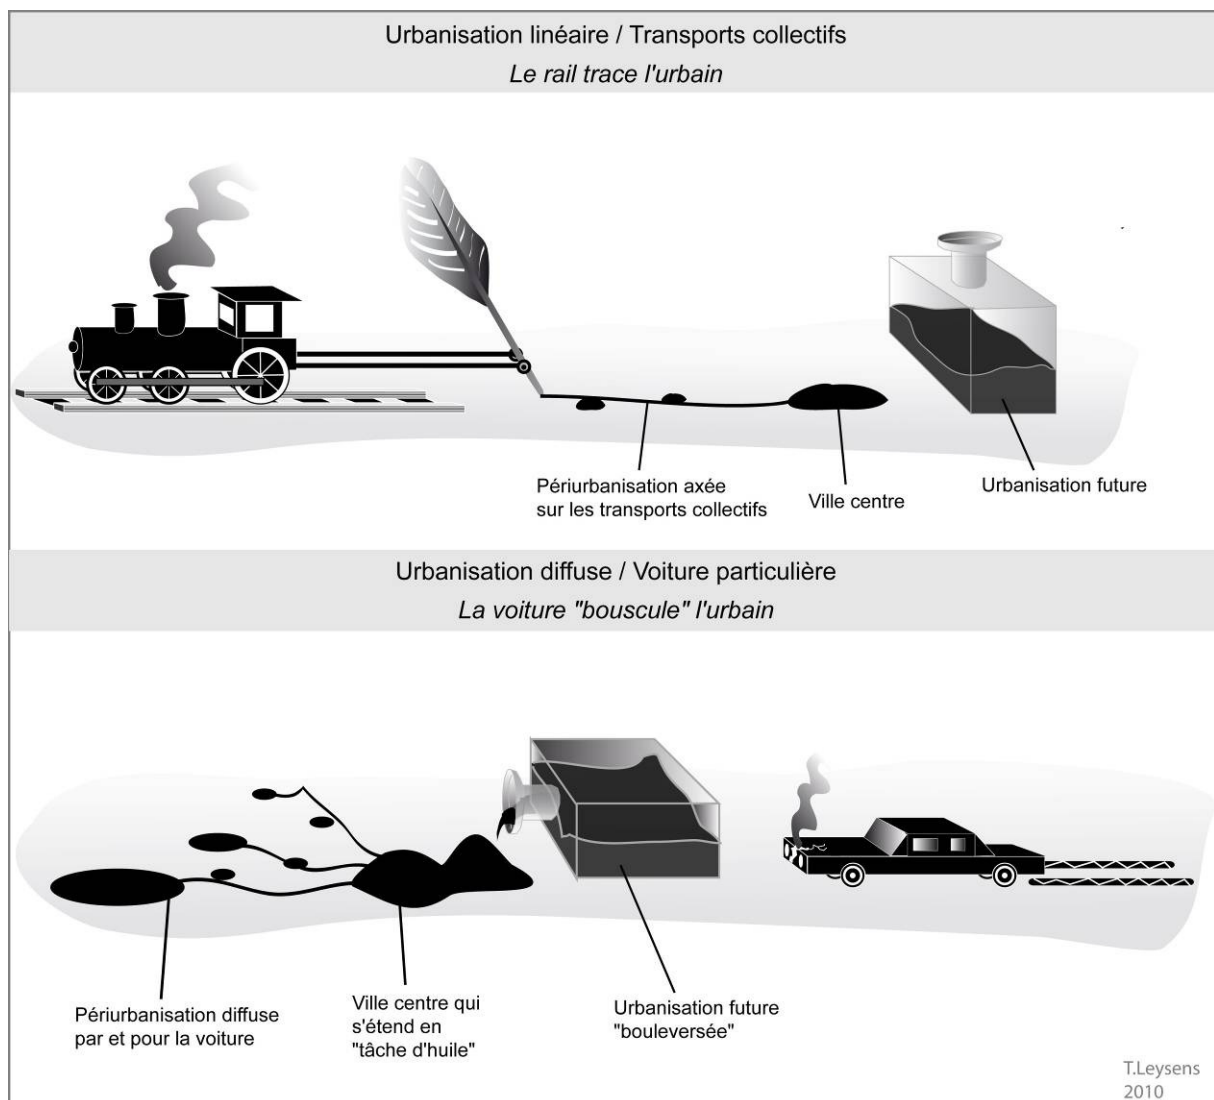 Urbanisation linéaire / Transports collectifs
Le rail trace l'urbain
Périurbanisation axée
sur les transports collectifs
Ville centre
Urbanisation future
Urbanisation diffuse / Voiture particulière
La voiture "bouscule" l'urbain
Périurbanisation diffuse
par et pour la voiture
Ville centre qui
s'étend en
"tâche d'huile"
Urbanisation future
"bouleversée"
T.Leysens
2010